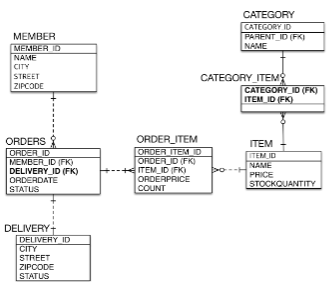 MEMBER
MEMBER_ID
NAME
CITY
STREET
ZIPCODE
ORDERS
ORDER_ID
MEMBER_ID (FK)
DELIVERY_ID (FK)
ORDERDATE
STATUS
DELIVERY
DELIVERY_ID
CITY
STREET
ZIPCODE
STATUS
ORDER_ITEM
ORDER_ITEM_ID
ORDER_ID (FK)
ITEM_ID (FK)
ORDERPRICE
COUNT
CATEGORY
CATEGORY_ID
PARENT_ID (FK)
NAME
CATEGORY_ITEM
CATEGORY_ID (FK)
ITEM_ID (FK)
ITEM
ITEM_ID
NAME
PRICE
STOCKQUANTITY